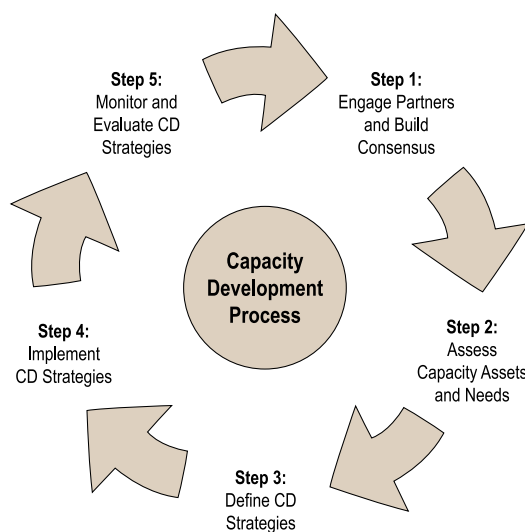 Step 5:
Monitor and
Evaluate CD
Strategies
Step 1:
Engage Partners
and Build
Consensus
Capacity
Development
Process
Step 4:
Implement
CD Strategies
Step 2:
Assess
Capacity Assets
and Needs
Step 3:
Define CD
Strategies